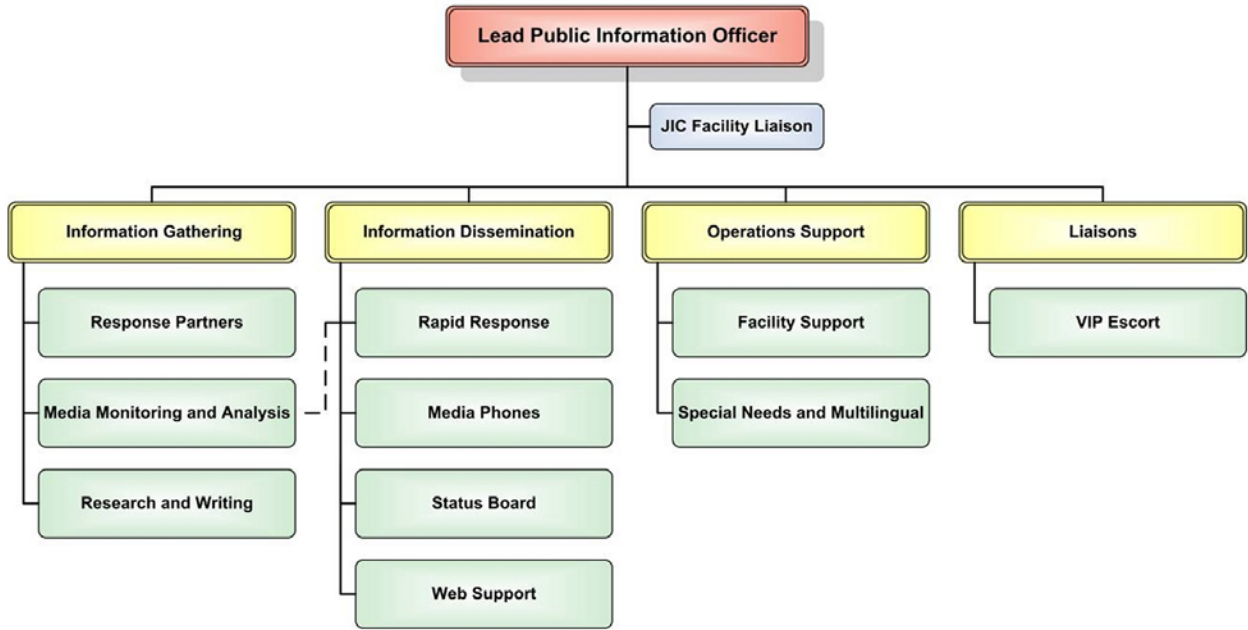 Lead Public Information Officer
JIC Facility Liaison
Information Gathering
Information Dissemination
Operations Support
Liaisons
Response Partners
Rapid Response
Facility Support
VIP Escort
Media Monitoring and Analysis
Media Phones
Special Needs and Multilingual
Research and Writing
Status Board
Web Support